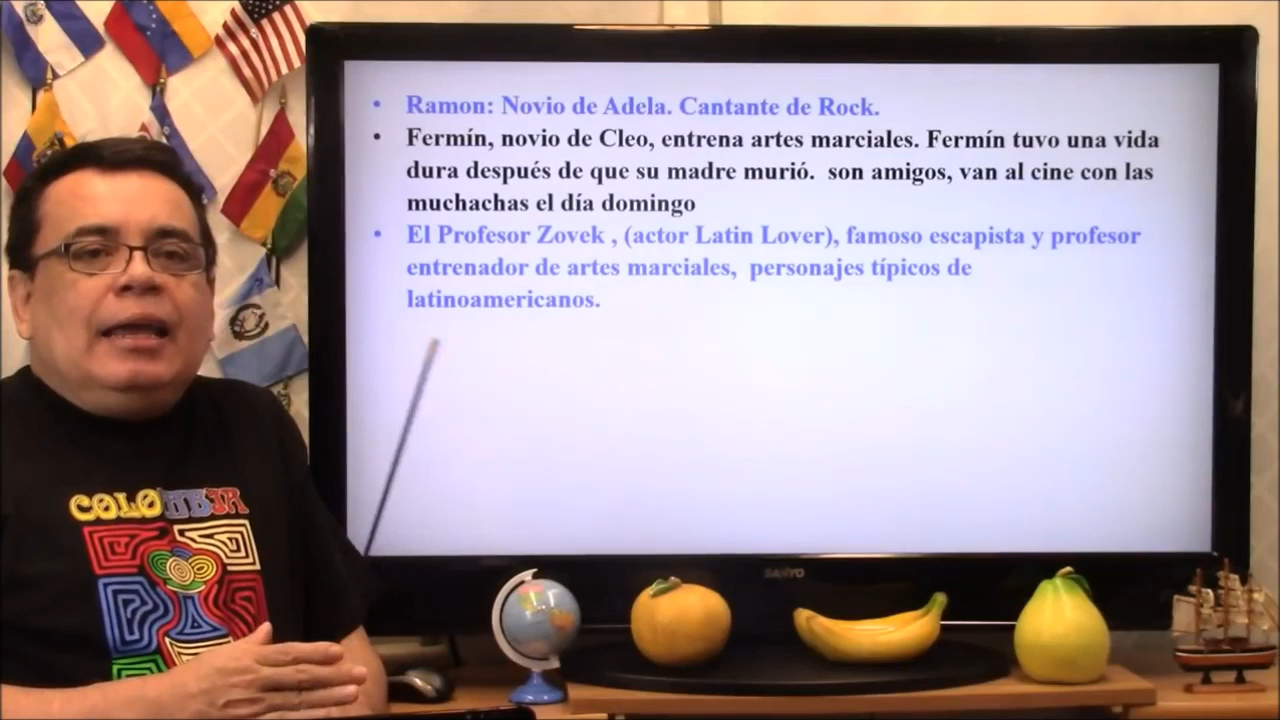 • Ramon: Novio de Adela. Cantante de Rock.
• Fermín, novio de Cleo, entrena artes marciales. Fermín tuvo una vida
dura después de que su madre murió. son amigos, van al cine con las
muchachas el día domingo
• El Profesor Zovek , (actor Latin Lover), famoso escapista y profesor
entrenador de artes marciales, personajes típicos de
latinoamericanos.
COLOMBIA
SANYO